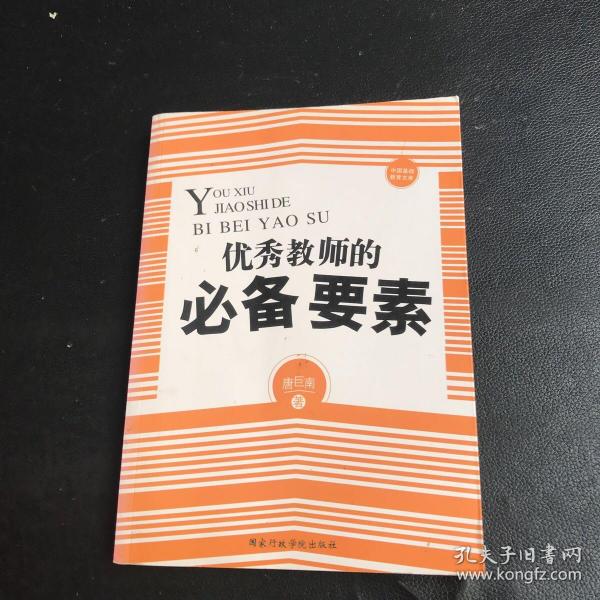 中国基础
教育文库
YOU XIU
JIAO SHI DE
BI BEI YAO SU
优秀教师的
必备要素
唐巨南
著
国家行政学院出版社
孔夫子旧书网
www.kongfz.com